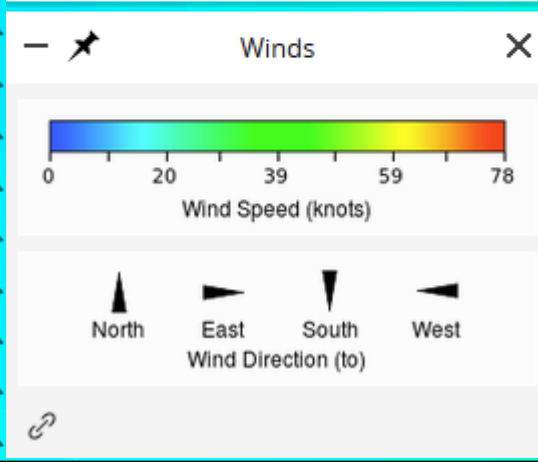 Winds
0 20 39 59 78
Wind Speed (knots)
North East South West
Wind Direction (to)